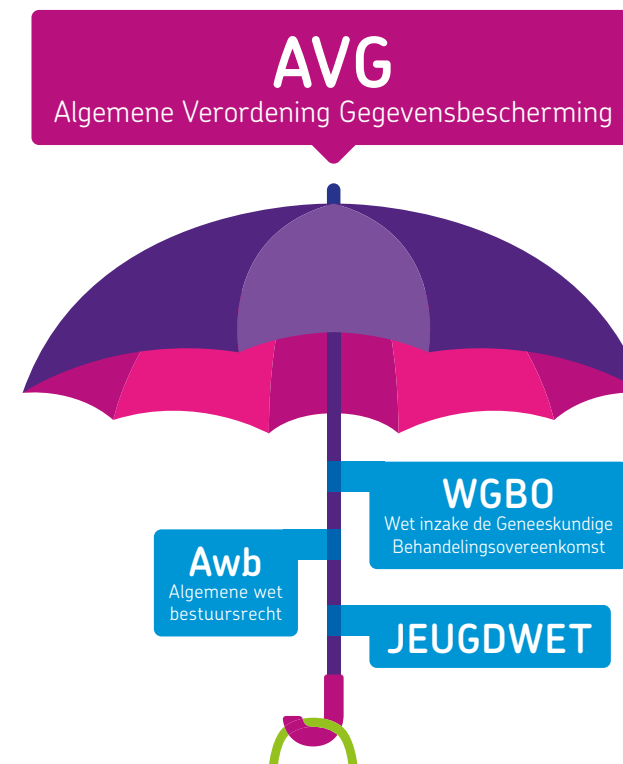 AVG
Algemene Verordening Gegevensbescherming
WGBO
Wet inzake de Geneeskundige
Behandelingsovereenkomst
Awb
Algemene wet
bestuursrecht
JEUGDWET